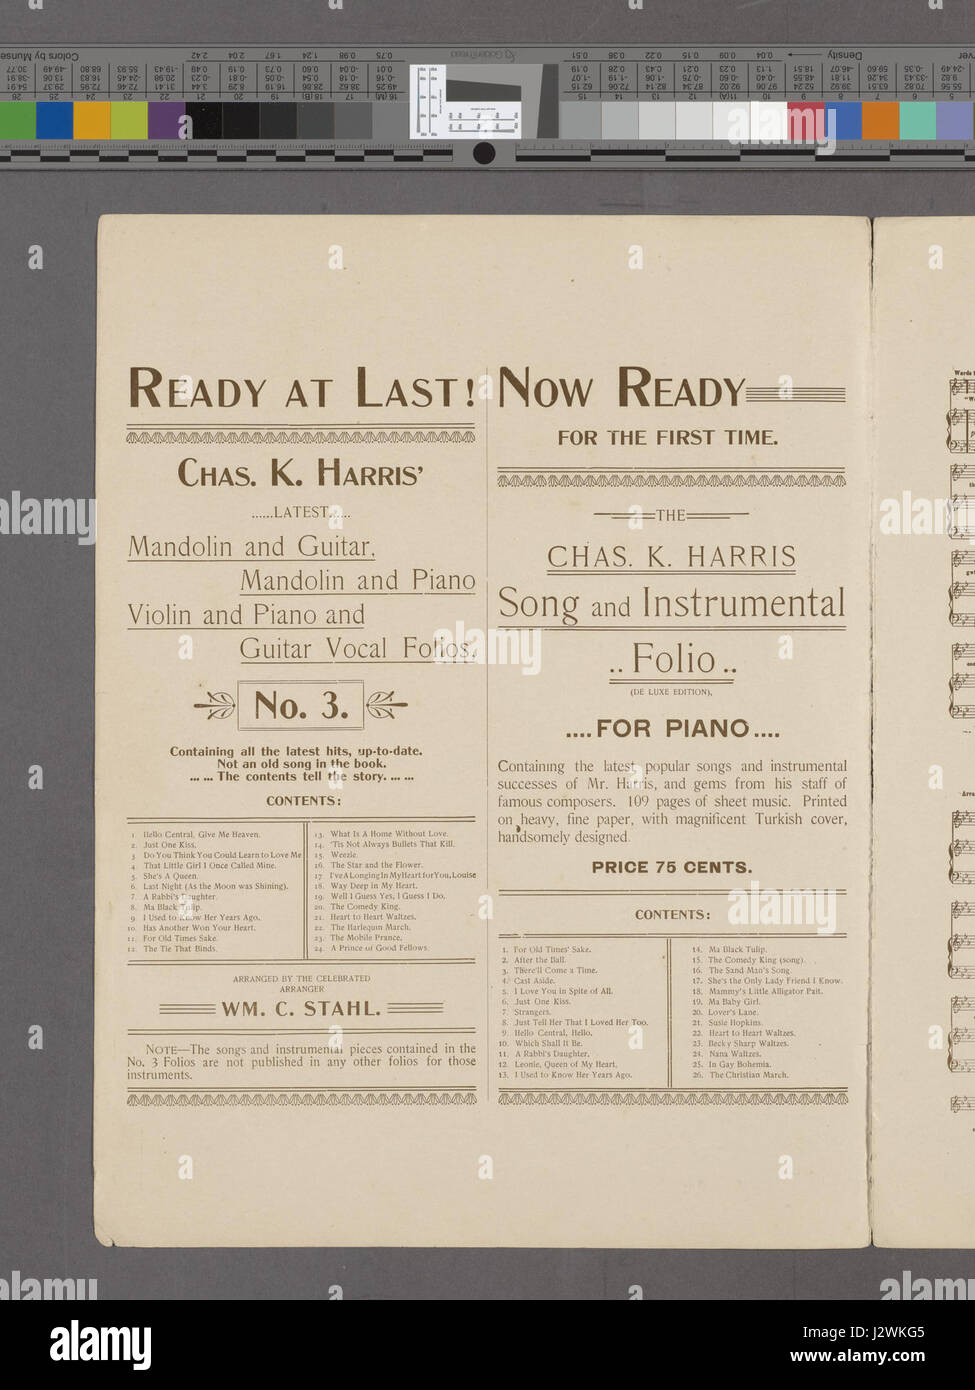 READY AT LAST!
CHAS. K. HARRIS'
......LATEST......
Mandolin and Guitar,
Mandolin and Piano
Violin and Piano and
Guitar Vocal Folios.
No. 3.
Containing all the latest hits, up-to-date.
Not an old song in the book.
... ... The contents tell the story. ... ...
CONTENTS:
1. Hello Central, Give Me Heaven.
2. Just One Kiss.
3. Do You Think You Could Learn to Love Me
4. That Little Girl I Once Called Mine.
5. She's A Queen.
6. Last Night (As the Moon was Shining).
7. A Rabbi's Daughter.
8. Ma Black Tulip.
9. I Used to Know Her Years Ago.
10. Has Another Won Your Heart.
11. For Old Times Sake.
12. The Tie That Binds.
13. What Is A Home Without Love.
14. 'Tis Not Always Bullets That Kill.
15. Weezie.
16. The Star and the Flower.
17 I've A Longing In My Heart for You, Louise
18. Way Deep in My Heart.
19. Well I Guess Yes, I Guess I Do.
20. The Comedy King.
21. Heart to Heart Waltzes.
22. The Harlequin March.
23. The Mobile Prance.
24. A Prince of Good Fellows.
ARRANGED BY THE CELEBRATED
ARRANGER
WM. C. STAHL.
NOTE—The songs and instrumental pieces contained in the
No. 3 Folios are not published in any other folios for those
instruments.
NOW READY
FOR THE FIRST TIME.
THE
CHAS. K. HARRIS
Song and Instrumental
.. Folio ..
(DE LUXE EDITION),
....FOR PIANO....
Containing the latest popular songs and instrumental
successes of Mr. Harris, and gems from his staff of
famous composers. 109 pages of sheet music. Printed
on heavy, fine paper, with magnificent Turkish cover,
handsomely designed.
PRICE 75 CENTS.
CONTENTS:
1. For Old Times' Sake.
2. After the Ball.
3. There'll Come a Time.
4. Cast Aside.
5. I Love You in Spite of All.
6. Just One Kiss.
7. Strangers.
8. Just Tell Her That I Loved Her Too.
9. Hello Central, Hello.
10. Which Shall It Be.
11. A Rabbi's Daughter.
12. Leonie, Queen of My Heart.
13. I Used to Know Her Years Ago.
14. Ma Black Tulip.
15. The Comedy King (song).
16. The Sand Man's Song.
17. She's the Only Lady Friend I Know.
18. Mammy's Little Alligator Pait.
19. Ma Baby Girl.
20. Lover's Lane.
21. Susie Hopkins.
22. Heart to Heart Waltzes.
23. Becky Sharp Waltzes.
24. Nana Waltzes.
25. In Gay Bohemia.
26. The Christian March.
alamy
Image ID: J2WKG5
www.alamy.com